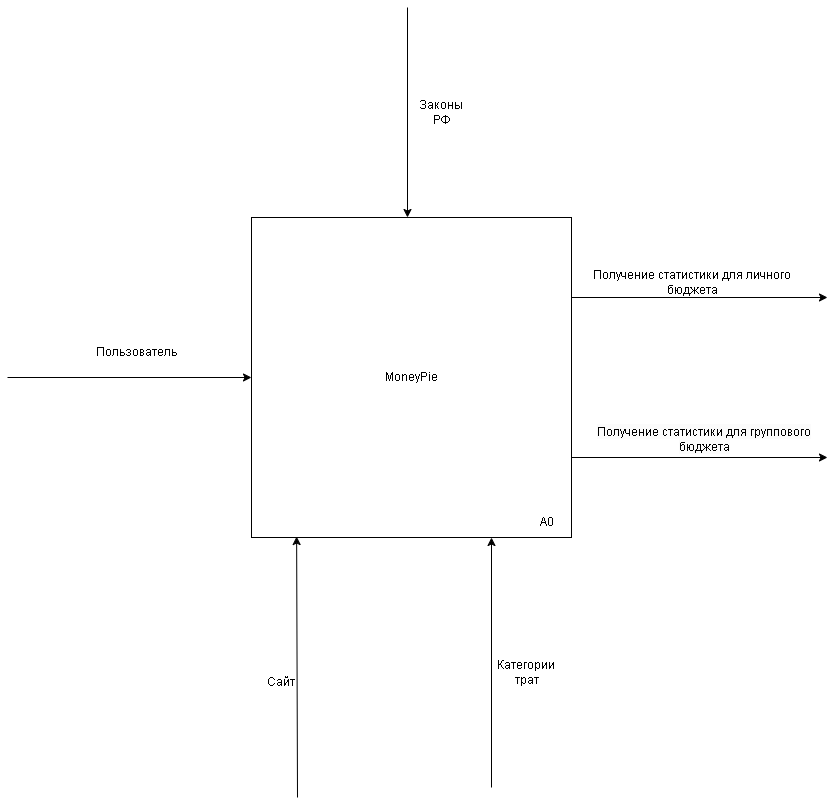 Законы
РФ
Получение статистики для личного
бюджета
Пользователь
MoneyPie
Получение статистики для группового
бюджета
A0
Категории
трат
Сайт